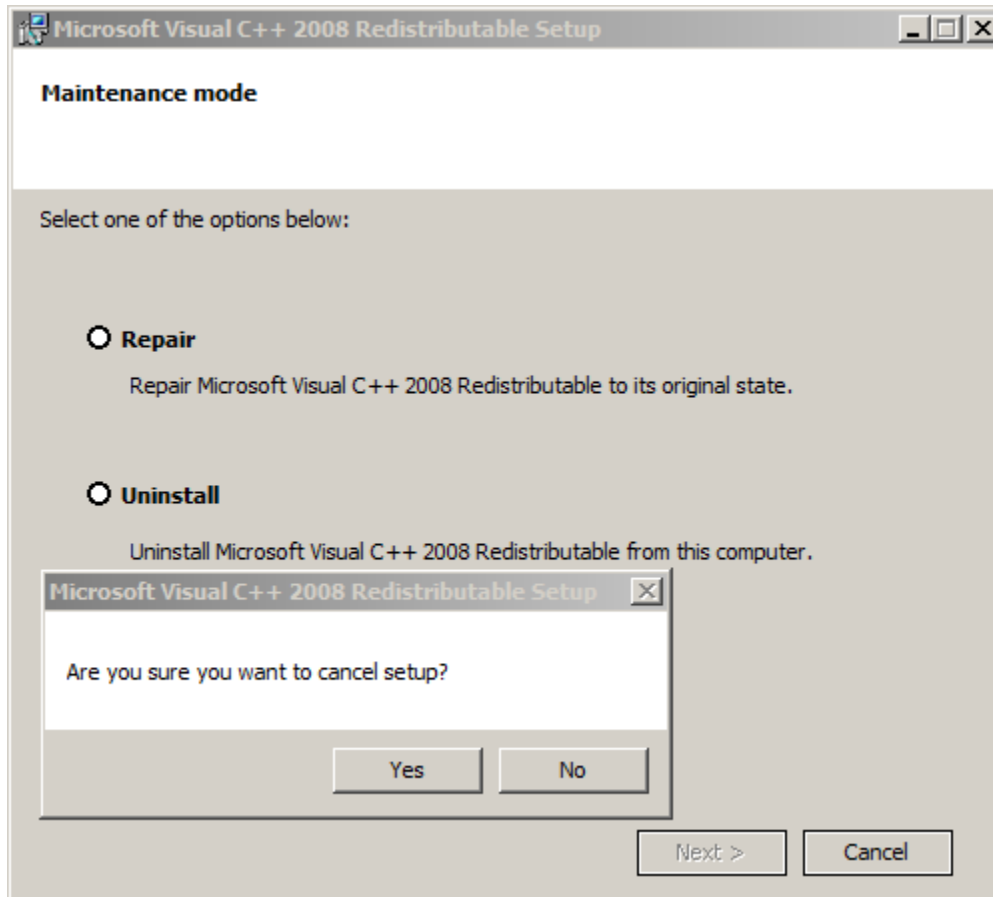 Microsoft Visual C++ 2008 Redistributable Setup
Maintenance mode
Select one of the options below:
Repair
Repair Microsoft Visual C++ 2008 Redistributable to its original state.
Uninstall
Uninstall Microsoft Visual C++ 2008 Redistributable from this computer.
Microsoft Visual C++ 2008 Redistributable Setup
Are you sure you want to cancel setup?
Yes No
Next > Cancel